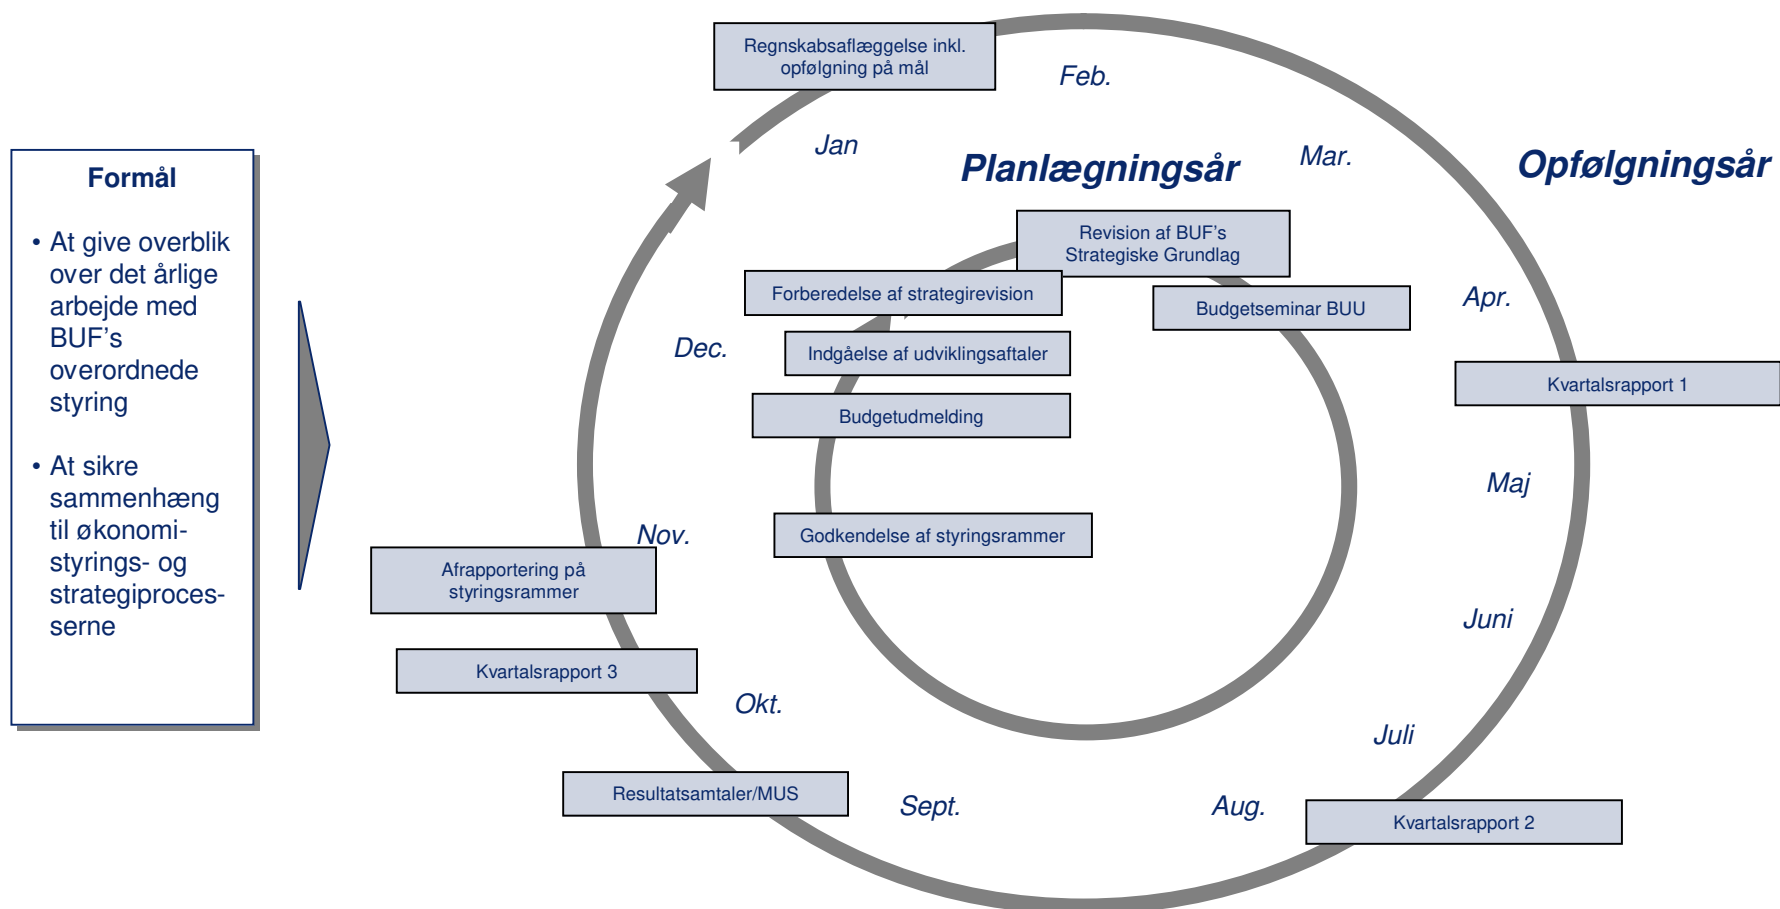 Formål
• At give overblik
over det årlige
arbejde med
BUF's
overordnede
styring
• At sikre
sammenhæng
til økonomi-
styrings- og
strategiproces-
serne
Regnskabsaflæggelse inkl.
opfølgning på mål
Feb.
Jan
Mar.
Planlægningsår
Opfølgningsår
Revision af BUF's
Strategiske Grundlag
Forberedelse af strategirevision
Budgetseminar BUU
Apr.
Dec.
Indgåelse af udviklingsaftaler
Kvartalsrapport 1
Budgetudmelding
Maj
Nov.
Godkendelse af styringsrammer
Afrapportering på
styringsrammer
Juni
Kvartalsrapport 3
Okt.
Juli
Resultatsamtaler/MUS
Sept.
Aug.
Kvartalsrapport 2